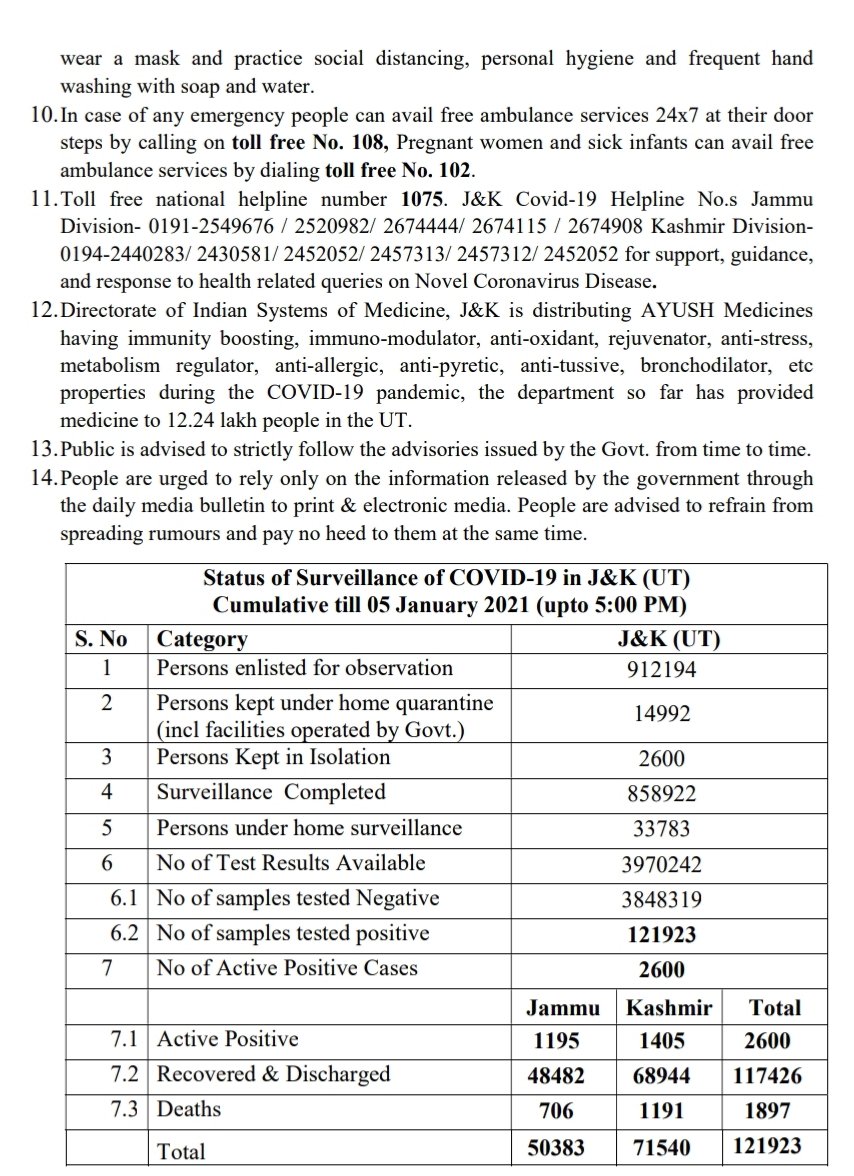 wear a mask and practice social distancing, personal hygiene and frequent hand
washing with soap and water.
10.In case of any emergency people can avail free ambulance services 24x7 at their door
steps by calling on toll free No. 108, Pregnant women and sick infants can avail free
ambulance services by dialing toll free No. 102.
11.Toll free national helpline number 1075. J&K Covid-19 Helpline No.s Jammu
Division- 0191-2549676 / 2520982/ 2674444/ 2674115 / 2674908 Kashmir Division-
0194-2440283/ 2430581/ 2452052/ 2457313/ 2457312/ 2452052 for support, guidance,
and response to health related queries on Novel Coronavirus Disease.
12.Directorate of Indian Systems of Medicine, J&K is distributing AYUSH Medicines
having immunity boosting, immuno-modulator, anti-oxidant, rejuvenator, anti-stress,
metabolism regulator, anti-allergic, anti-pyretic, anti-tussive, bronchodilator, etc
properties during the COVID-19 pandemic, the department so far has provided
medicine to 12.24 lakh people in the UT.
13.Public is advised to strictly follow the advisories issued by the Govt. from time to time.
14.People are urged to rely only on the information released by the government through
the daily media bulletin to print & electronic media. People are advised to refrain from
spreading rumours and pay no heed to them at the same time.
Status of Surveillance of COVID-19 in J&K (UT)
Cumulative till 05 January 2021 (upto 5:00 PM)
S. No Category J&K (UT)
1 Persons enlisted for observation 912194
2 Persons kept under home quarantine
(incl facilities operated by Govt.) 14992
3 Persons Kept in Isolation 2600
4 Surveillance Completed 858922
5 Persons under home surveillance 33783
6 No of Test Results Available 3970242
6.1 No of samples tested Negative 3848319
6.2 No of samples tested positive 121923
7 No of Active Positive Cases 2600
Jammu Kashmir Total
7.1 Active Positive 1195 1405 2600
7.2 Recovered & Discharged 48482 68944 117426
7.3 Deaths 706 1191 1897
Total 50383 71540 121923